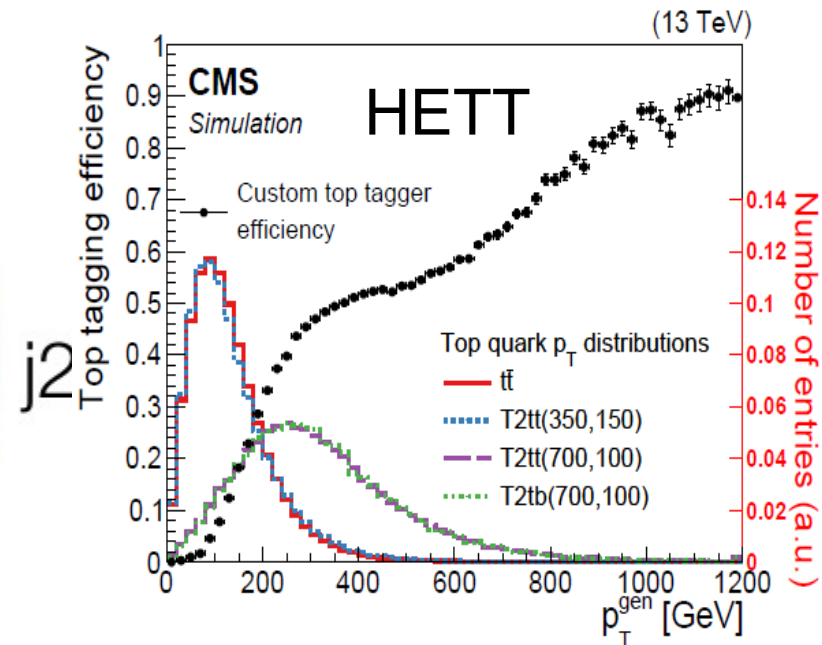 (13 TeV)
CMS
Simulation
HETT
Custom top tagger
efficiency
Top quark p_T distributions
tt̄
T2tt(350,150)
T2tt(700,100)
T2tb(700,100)
Top tagging efficiency
1
0.9
0.8
0.7
0.6
0.5
0.4
0.3
0.2
0.1
0
j2
0.14
0.12
0.1
0.08
0.06
0.04
0.02
0
Number of entries (a.u.)
0 200 400 600 800 1000 1200
p_T^gen [GeV]